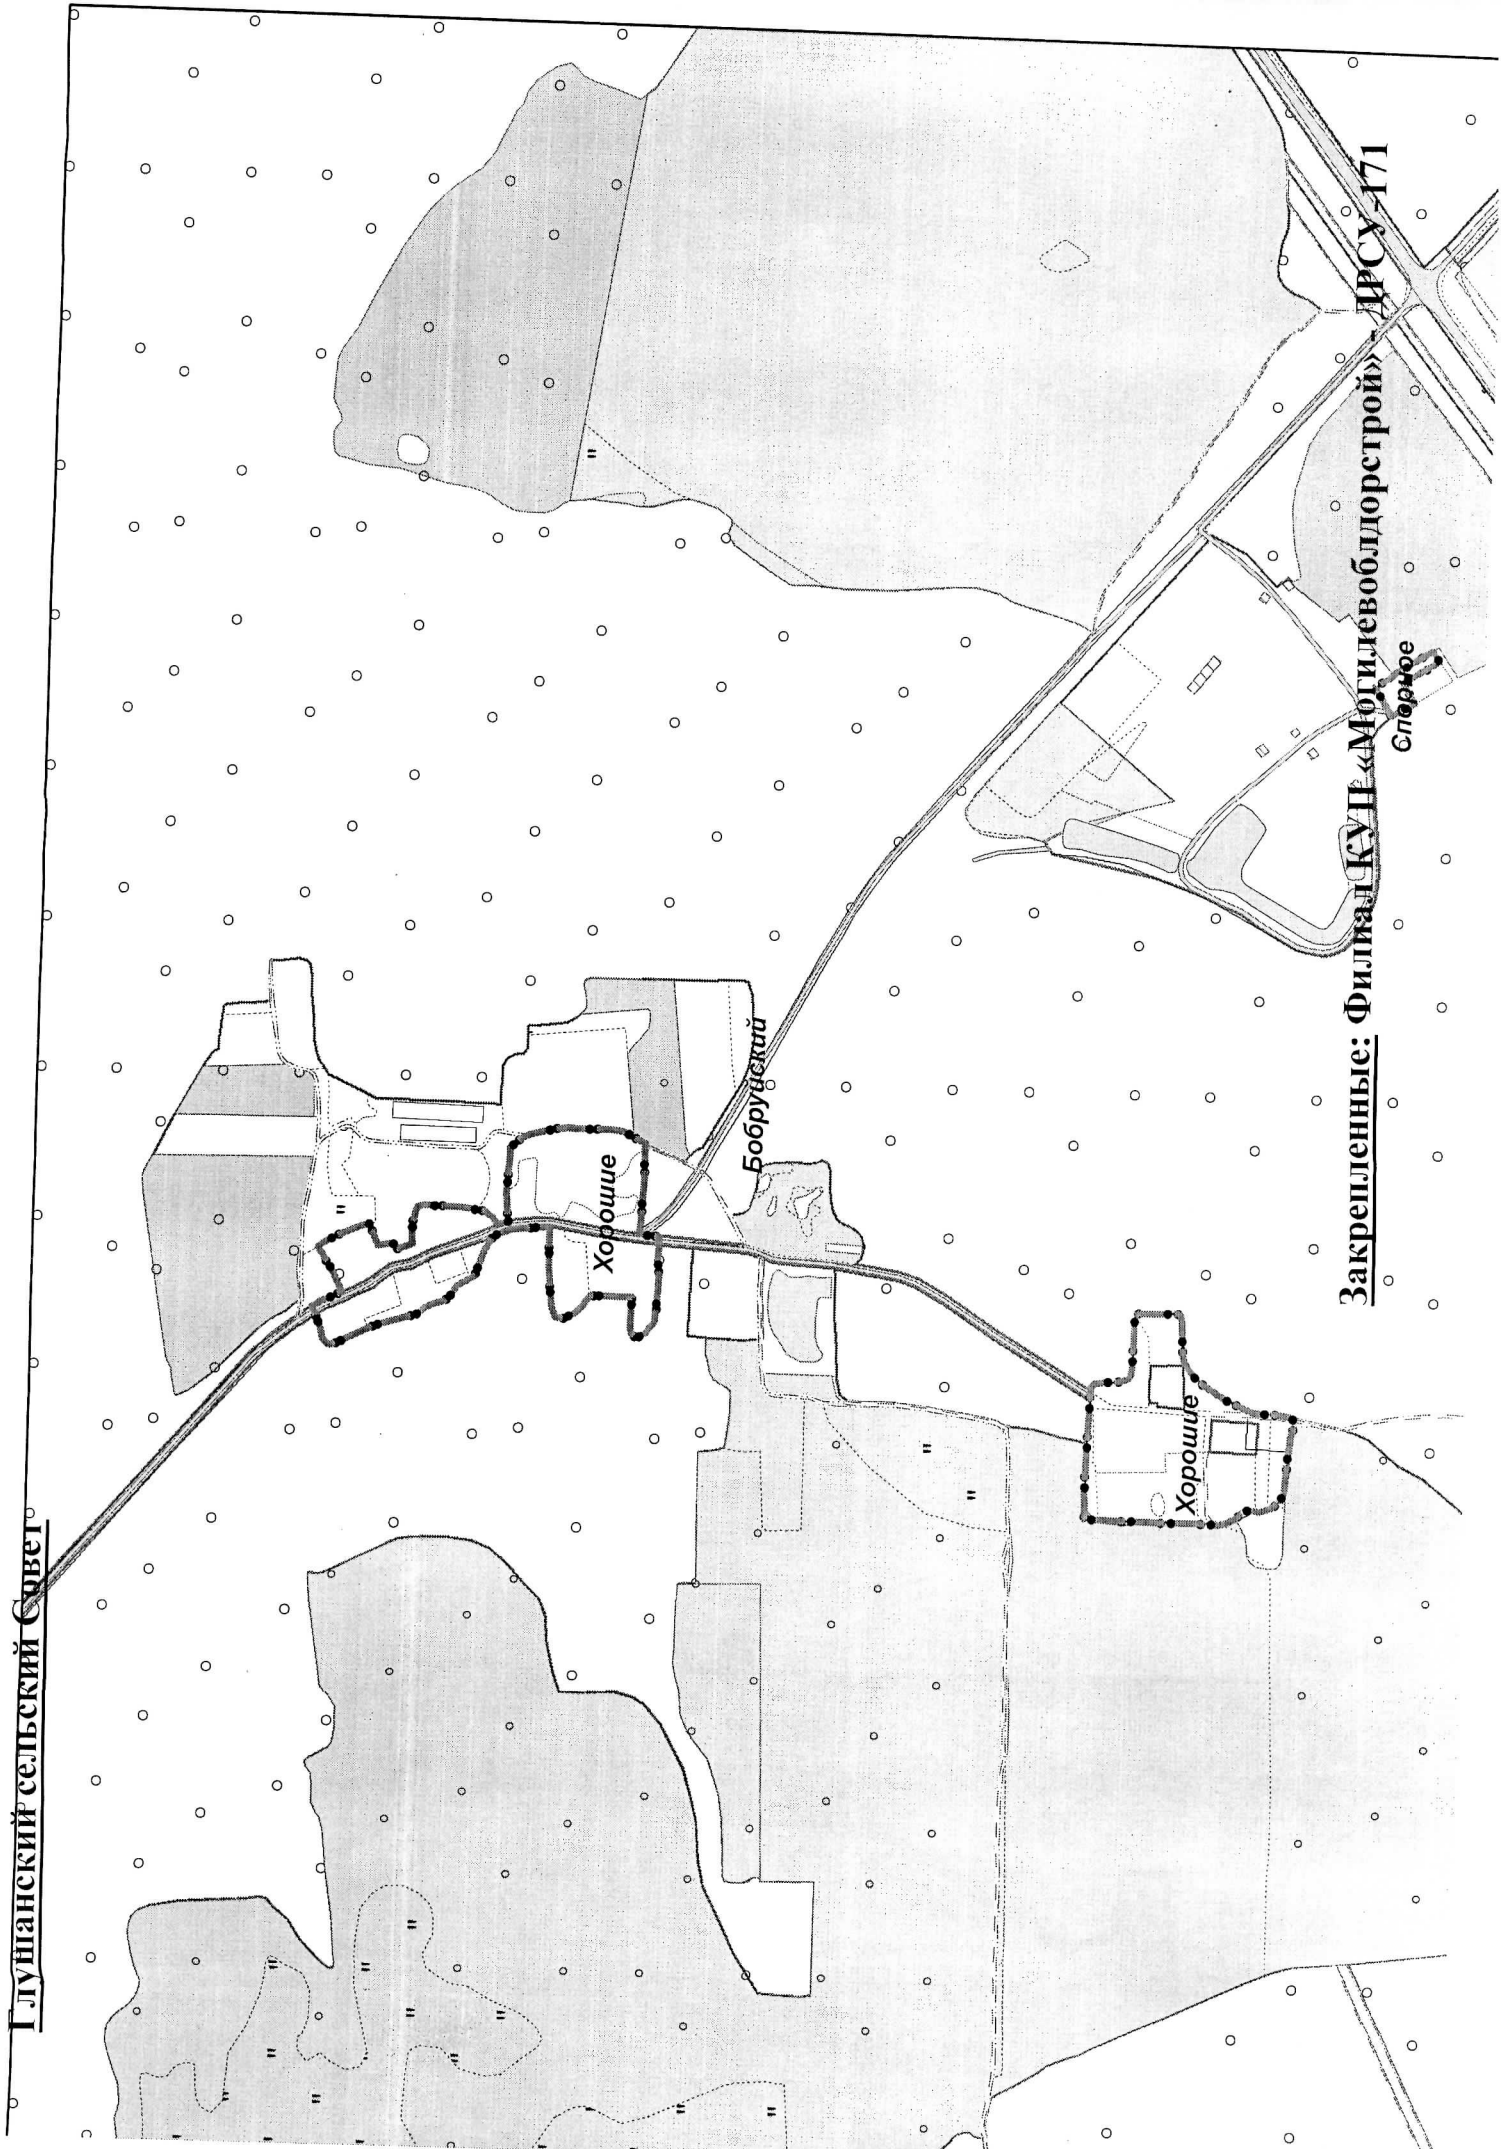 Глушанский сельский Совет
Хорошие
Бобруйский
Хорошие
Спорное
Закрепленные: Филиал КУП «Могилевоблдорстрой» - ДРСУ-171